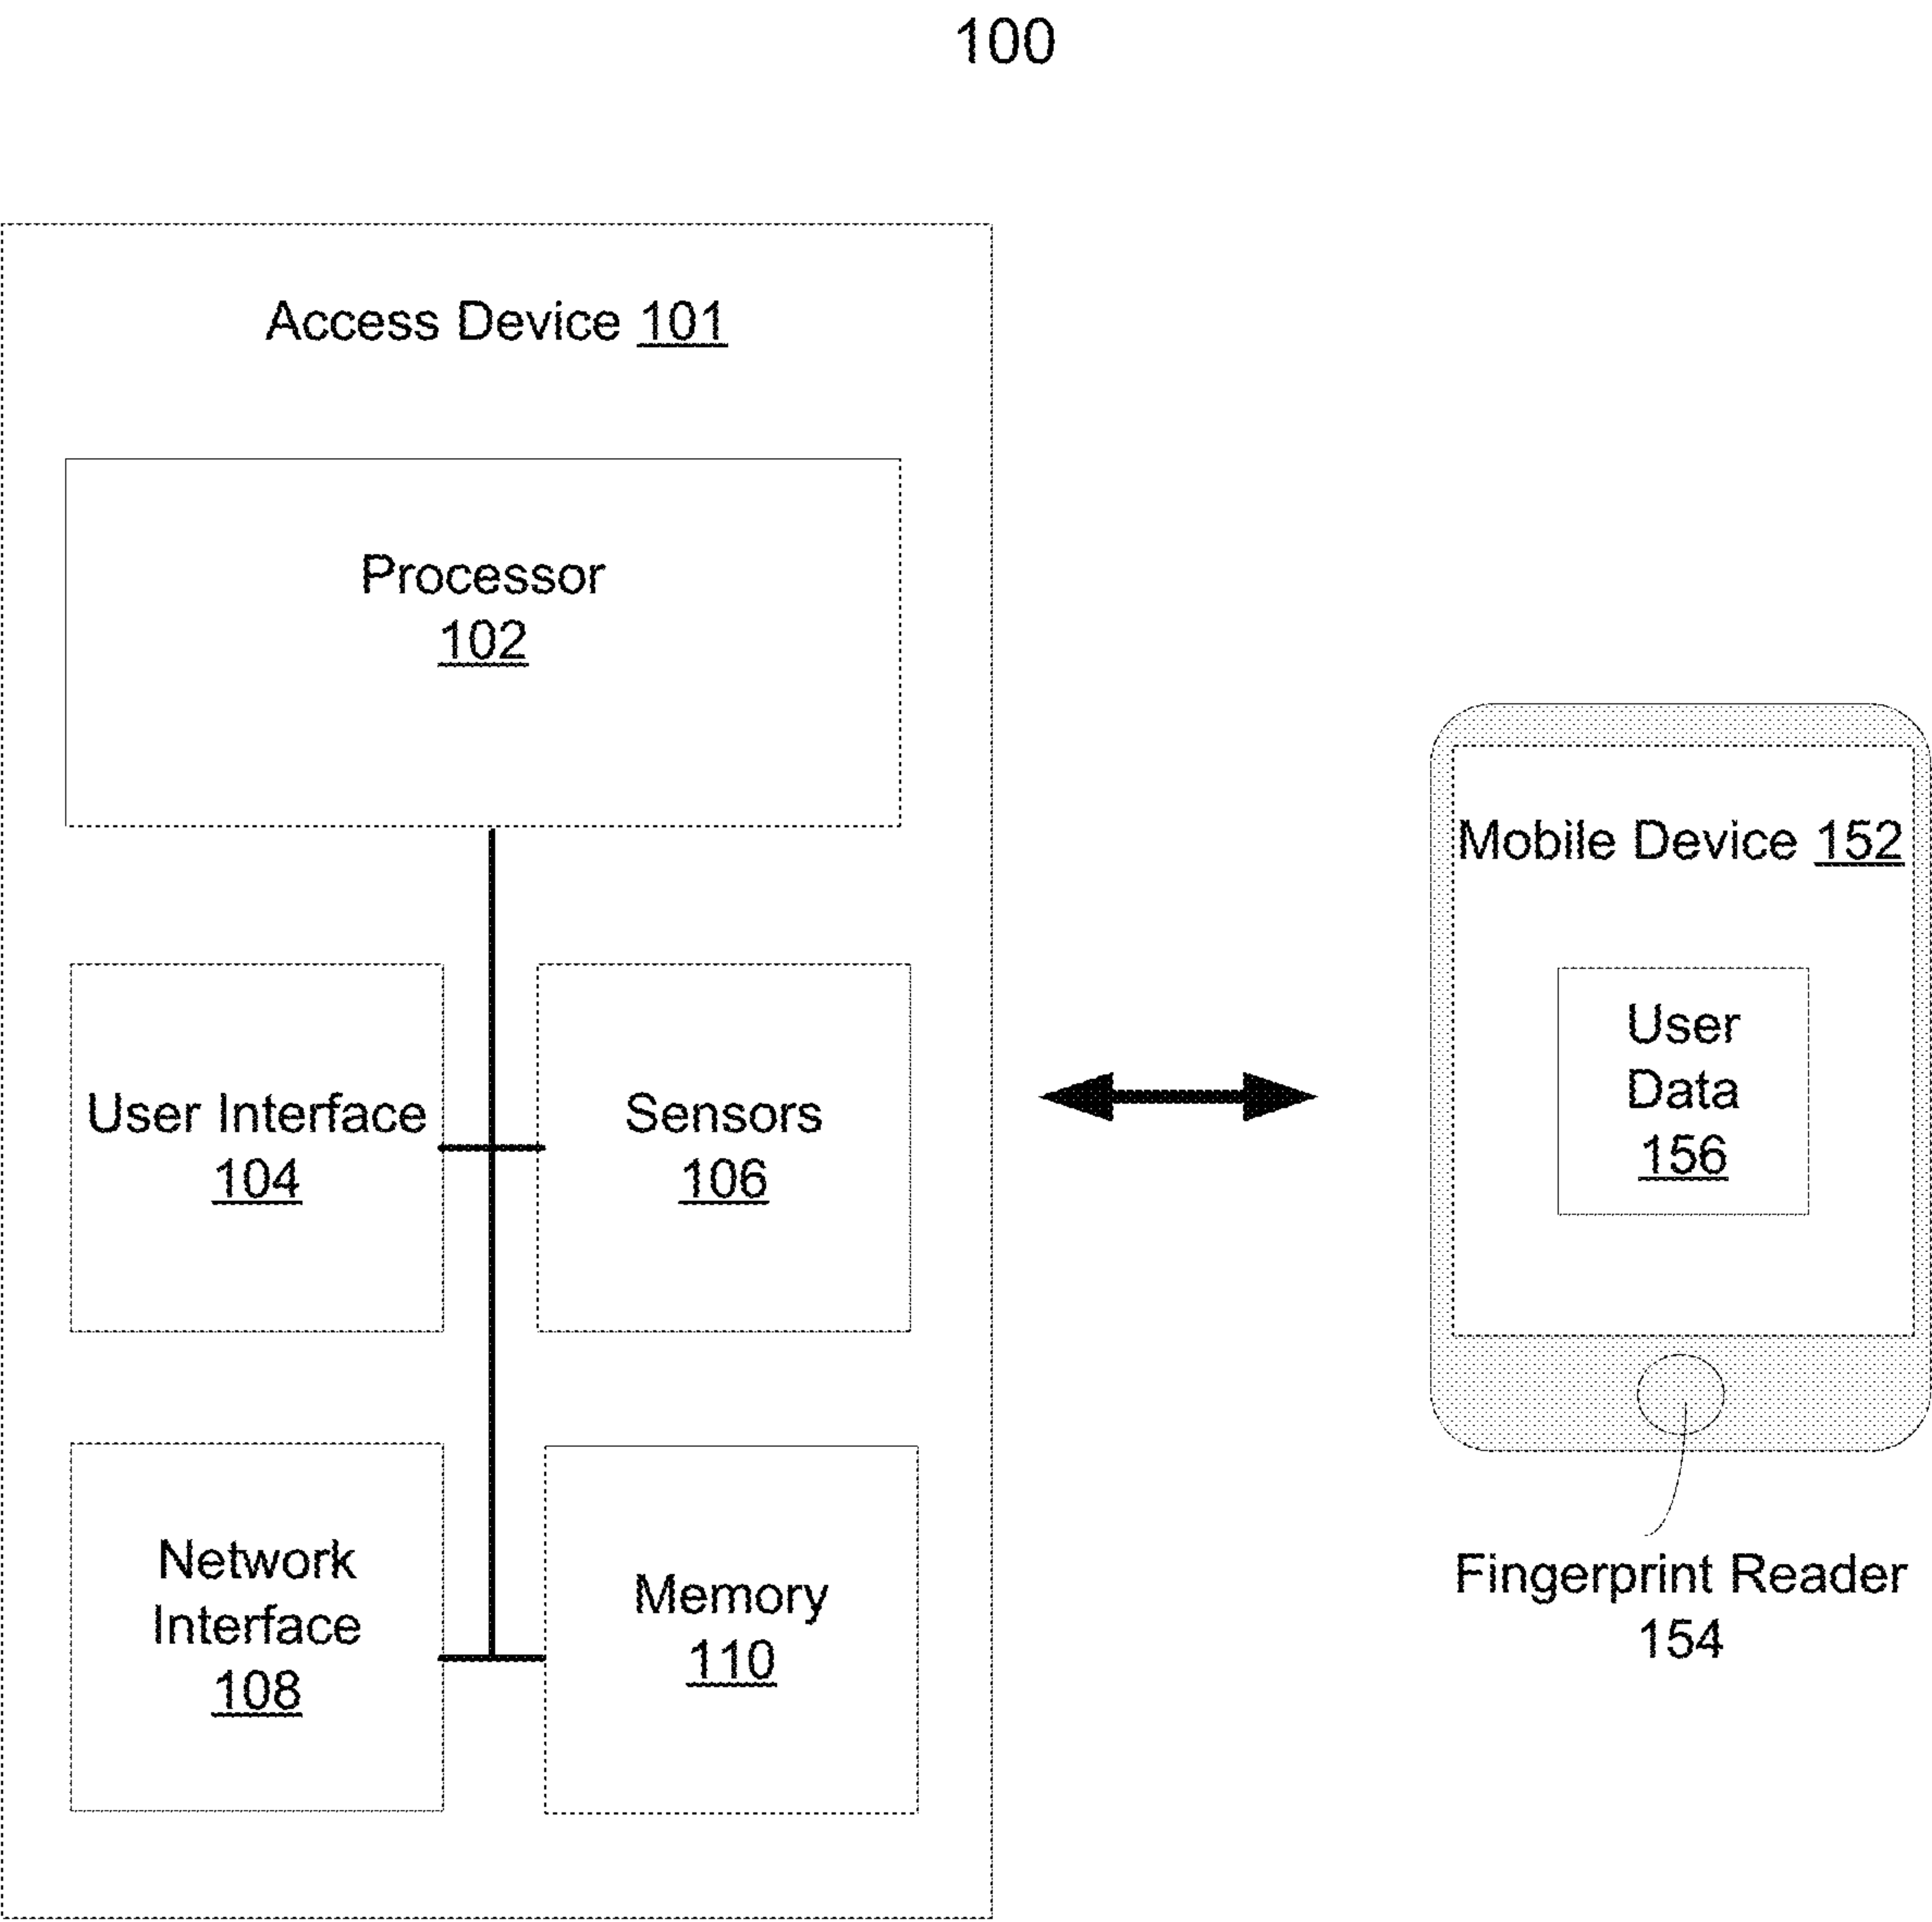 100
Access Device 101
Processor
102
User Interface
104
Sensors
106
Network
Interface
108
Memory
110
Mobile Device 152
User
Data
156
Fingerprint Reader
154